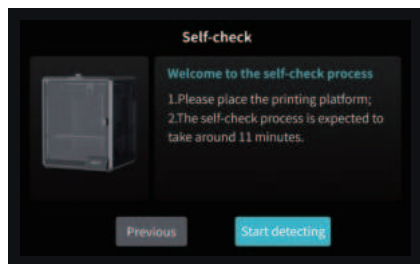 Self-check
Welcome to the self-check process
1.Please place the printing platform;
2.The self-check process is expected to
take around 11 minutes.
Previous
Start detecting